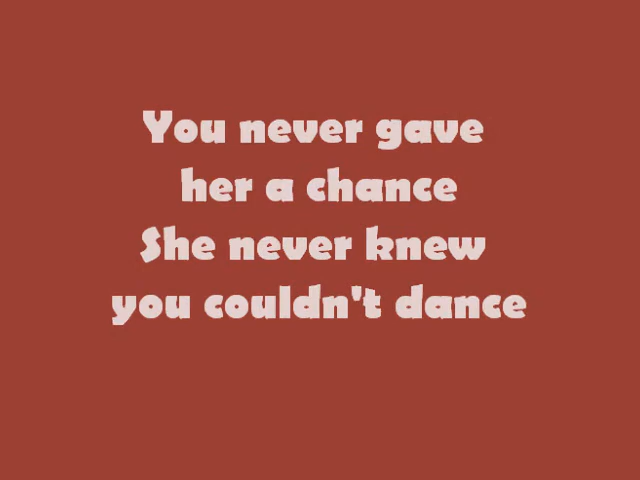 You never gave
her a chance
She never knew
you couldn't dance